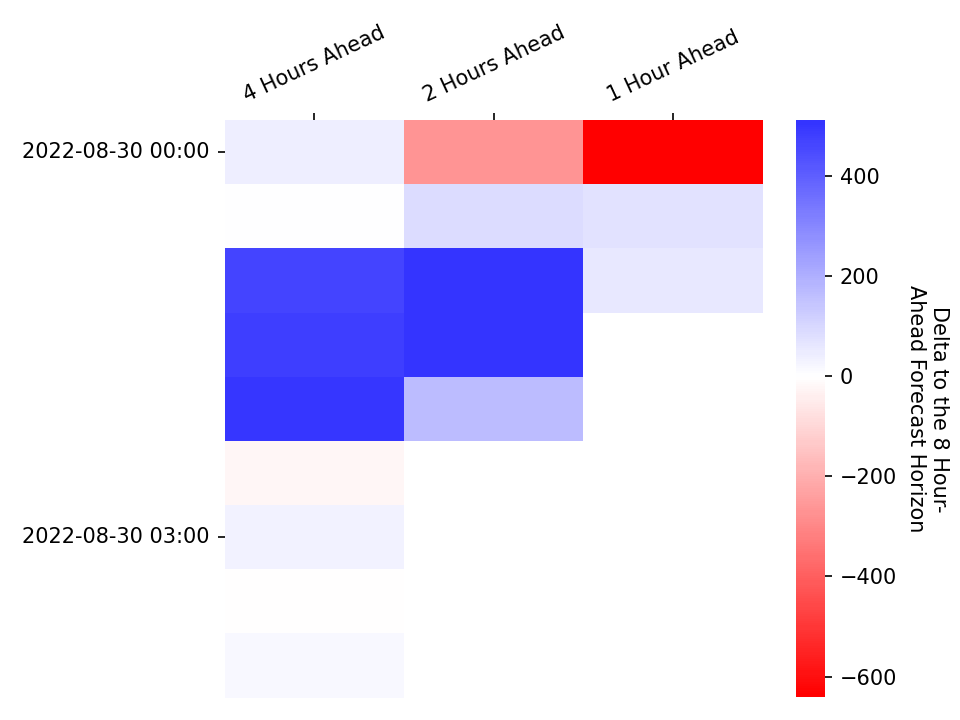 4 Hours Ahead
2 Hours Ahead
1 Hour Ahead
2022-08-30 00:00
2022-08-30 03:00
400
200
0
−200
−400
−600
Delta to the 8 Hour-
Ahead Forecast Horizon